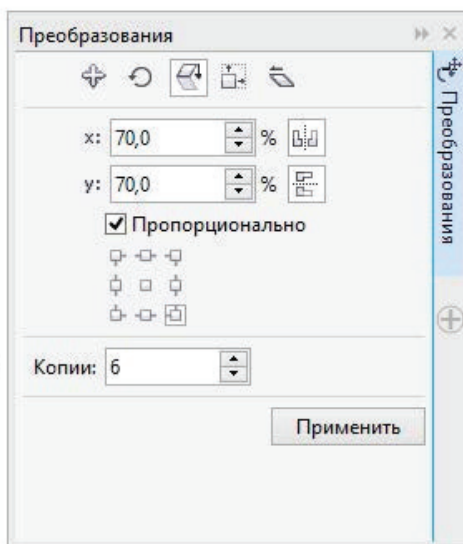 Преобразования
x: 70,0 %
y: 70,0 %
Пропорционально
Копии: 6
Применить
Преобразования